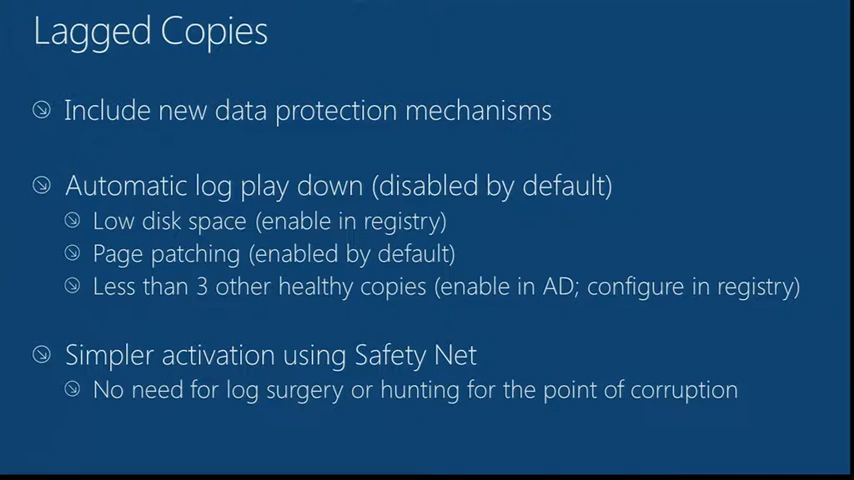 Lagged Copies
Include new data protection mechanisms
Automatic log play down (disabled by default)
Low disk space (enable in registry)
Page patching (enabled by default)
Less than 3 other healthy copies (enable in AD; configure in registry)
Simpler activation using Safety Net
No need for log surgery or hunting for the point of corruption